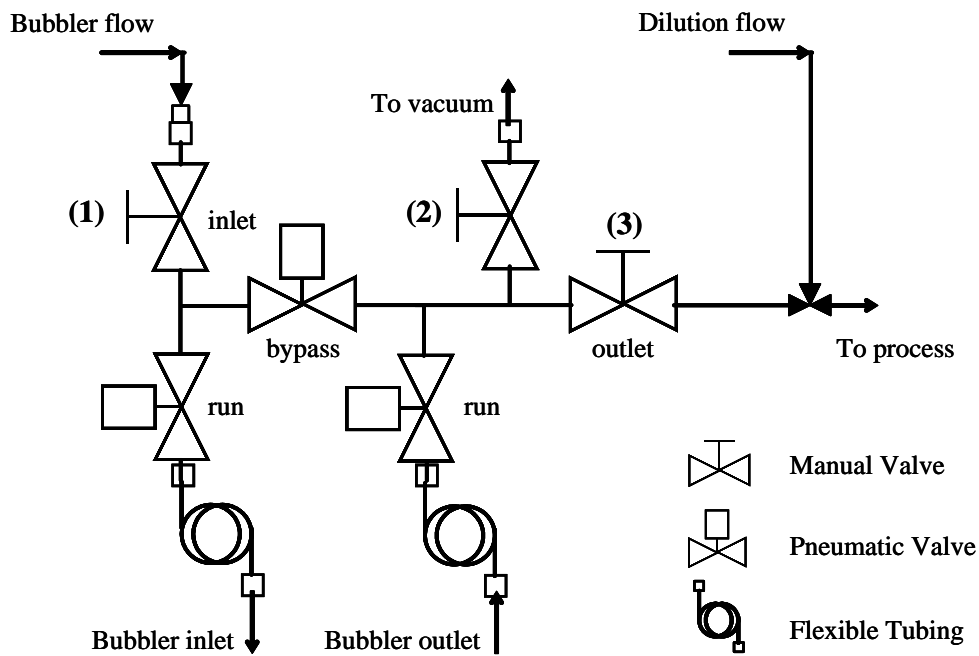 Bubbler flow
Dilution flow
To vacuum
(1)
inlet
(2)
(3)
bypass
outlet
To process
run
run
Manual Valve
Pneumatic Valve
Flexible Tubing
Bubbler inlet
Bubbler outlet